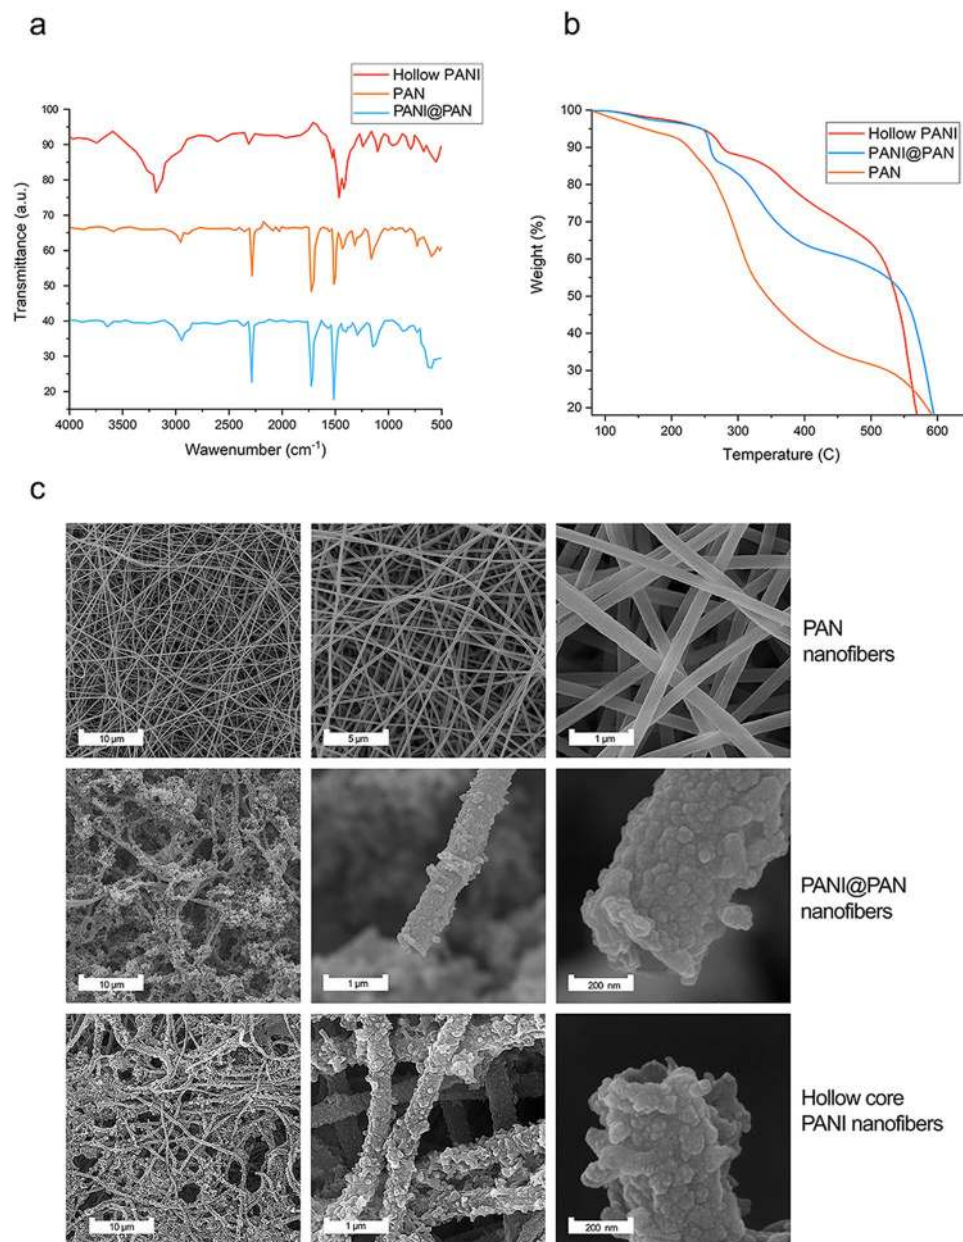 a
Hollow PANI
PAN
PANI@PAN
100
90
80
70
60
50
40
30
20
Transmittance (a.u.)
4000
3500
3000
2500
2000
1500
1000
500
Wawenumber (cm⁻¹)
b
Hollow PANI
PANI@PAN
PAN
100
90
80
70
60
50
40
30
20
Weight (%)
100
200
300
400
500
600
Temperature (C)
c
10 µm
5 µm
1 µm
PAN
nanofibers
10 µm
1 µm
200 nm
PANI@PAN
nanofibers
10 µm
1 µm
200 nm
Hollow core
PANI nanofibers